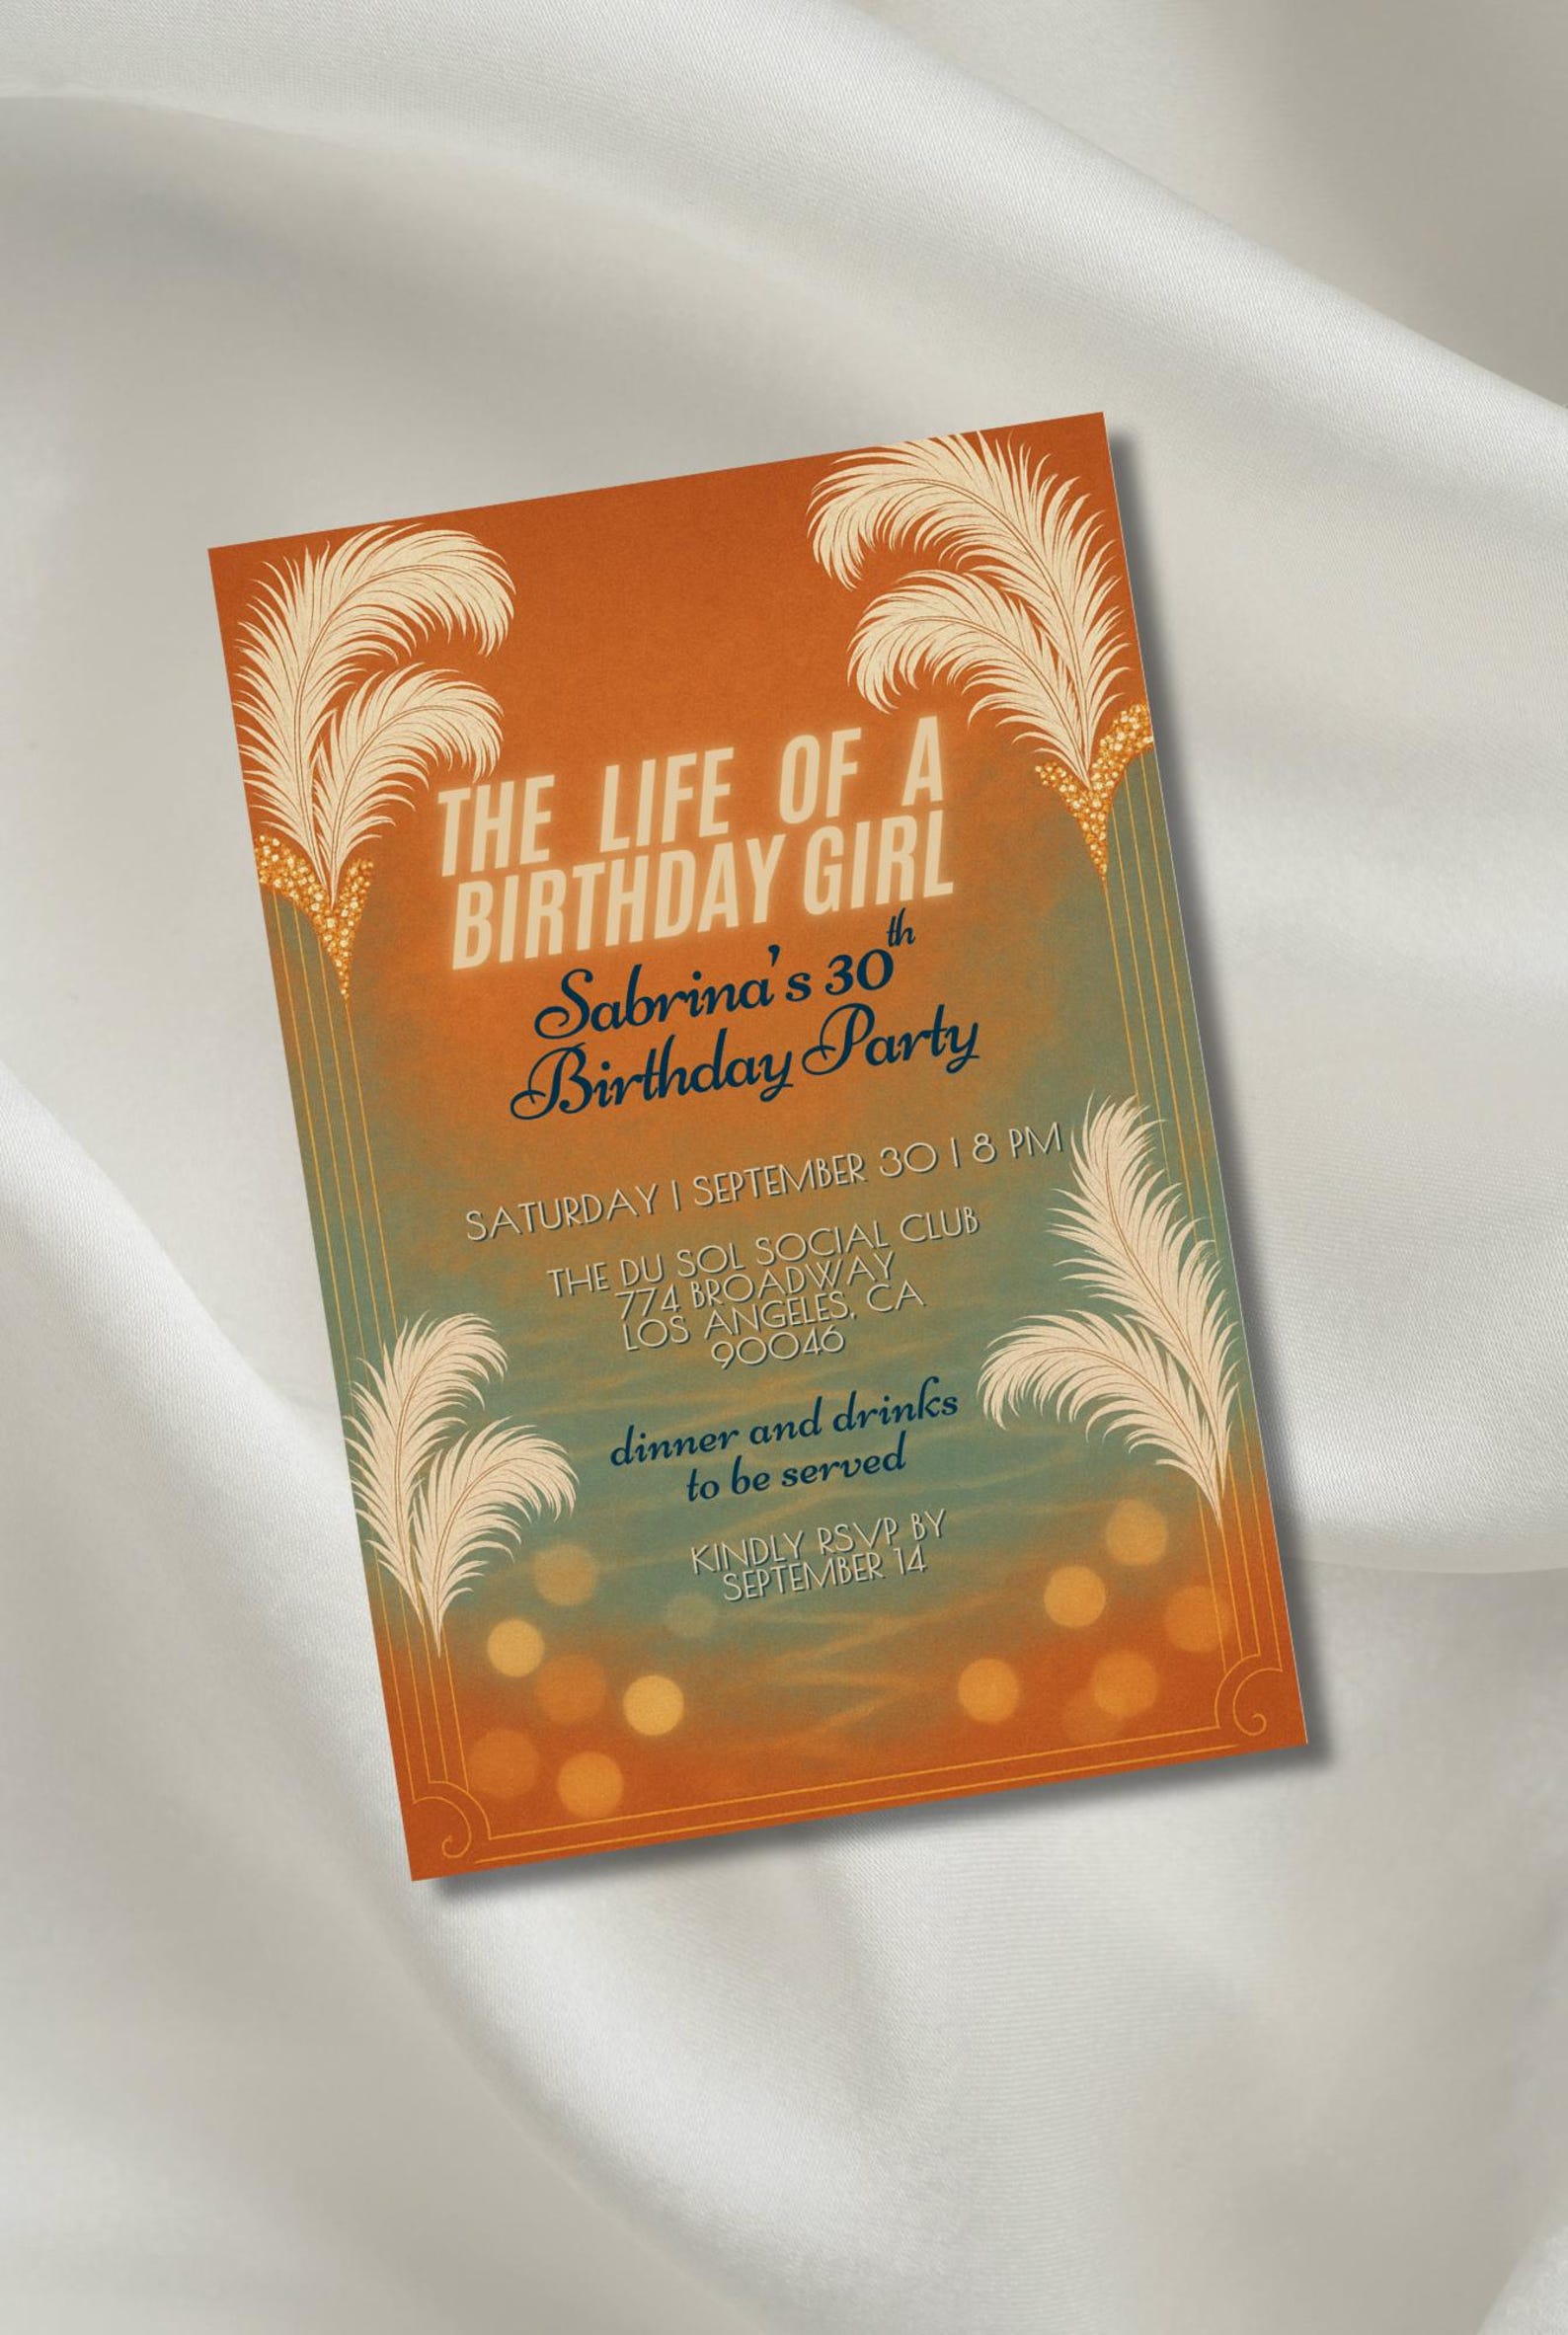 THE LIFE OF A
BIRTHDAY GIRL
Sabrina's 30th
Birthday Party
SATURDAY | SEPTEMBER 30 | 8 PM
THE DU SOL SOCIAL CLUB
774 BROADWAY
LOS ANGELES, CA
90046
dinner and drinks
to be served
KINDLY RSVP BY
SEPTEMBER 14